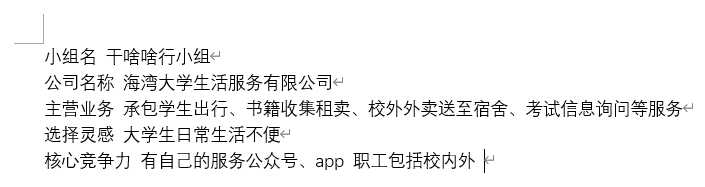 小组名 干啥啥行小组
公司名称 海湾大学生活服务有限公司
主营业务 承包学生出行、书籍收集租卖、校外外卖送至宿舍、考试信息询问等服务
选择灵感 大学生日常生活不便
核心竞争力 有自己的服务公众号、app 职工包括校内外